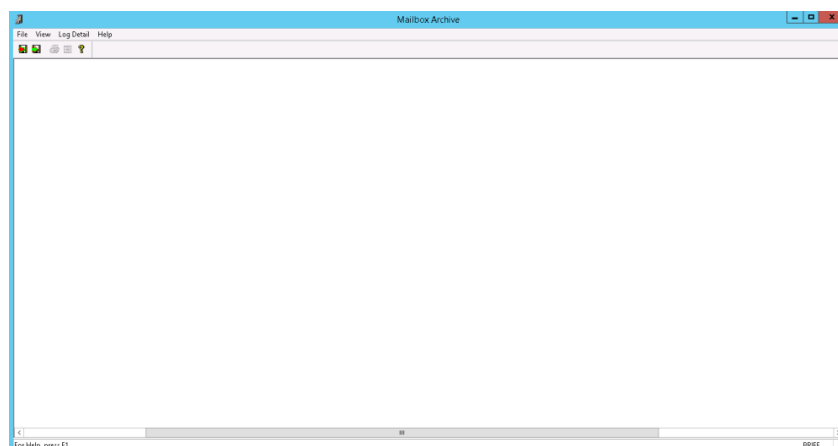 Mailbox Archive
File View Log Detail Help
For Help, press F1
BRIEF